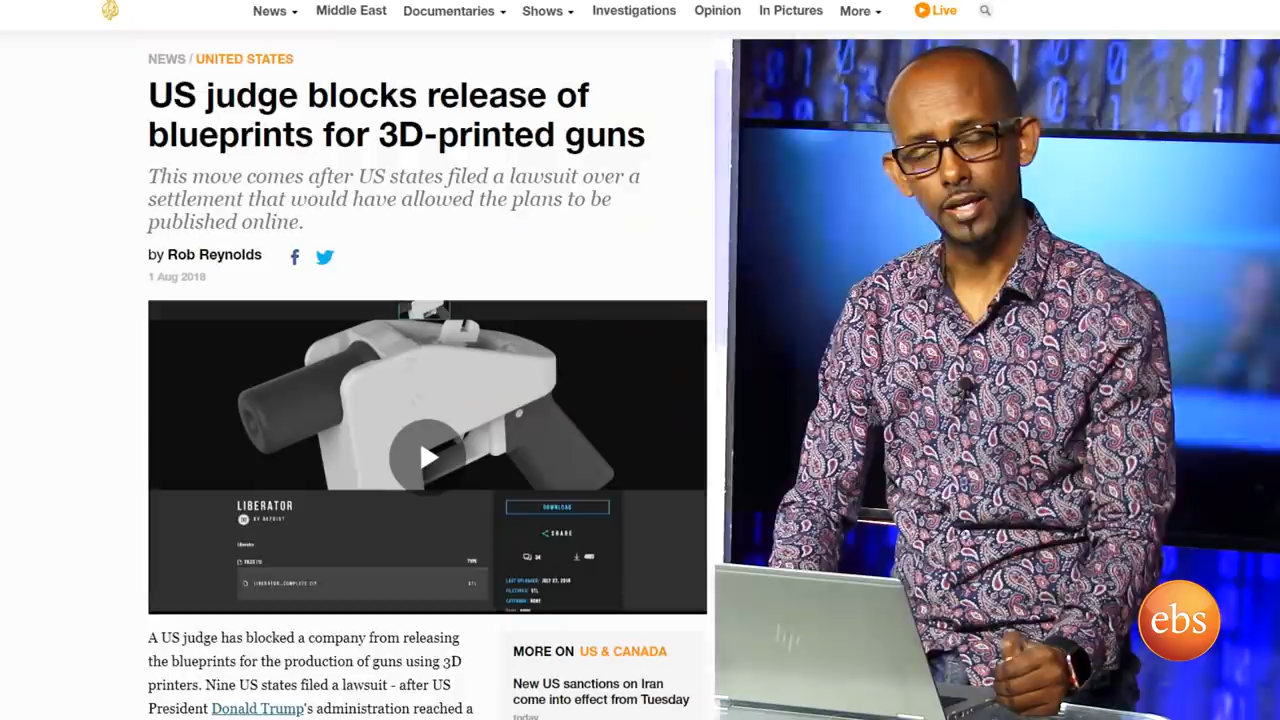 News
Middle East
Documentaries
Shows
Investigations
Opinion
In Pictures
More
Live
NEWS / UNITED STATES
US judge blocks release of
blueprints for 3D-printed guns
This move comes after US states filed a lawsuit over a
settlement that would have allowed the plans to be
published online.
by Rob Reynolds
1 Aug 2018
LIBERATOR
DOWNLOAD
SHARE
TYPE
34
A US judge has blocked a company from releasing
the blueprints for the production of guns using 3D
printers. Nine US states filed a lawsuit - after US
President Donald Trump's administration reached a
MORE ON US & CANADA
New US sanctions on Iran
come into effect from Tuesday
today
hp
ebs